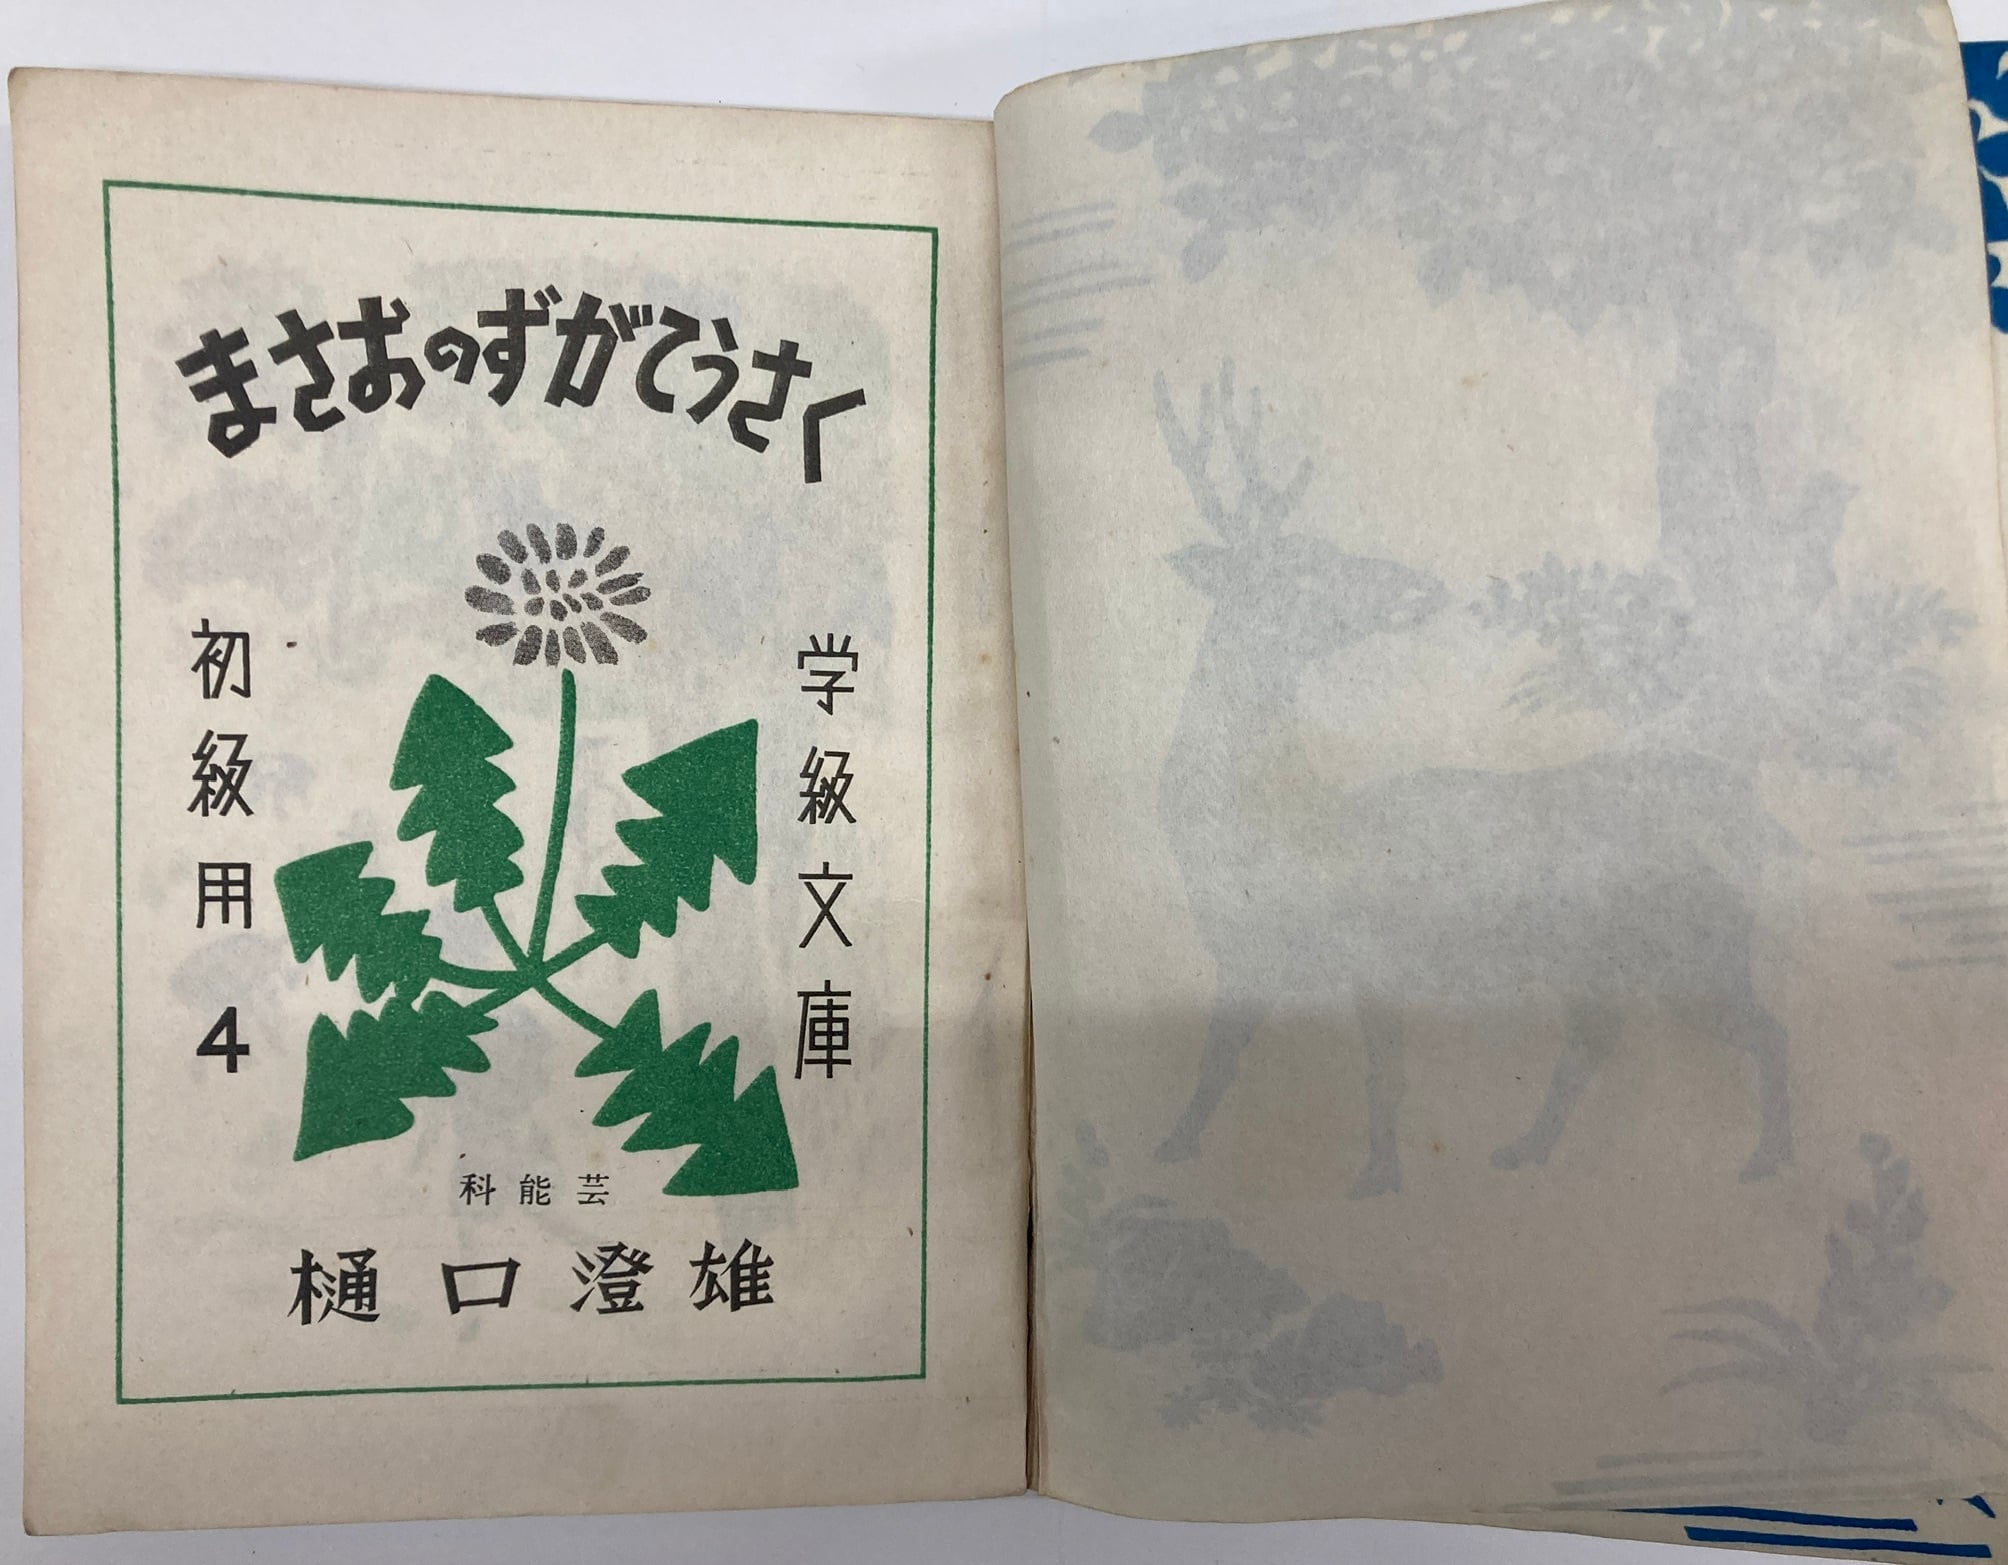 まさおのずがこうさく
学級文庫
初級用4
芸能科
樋口澄雄